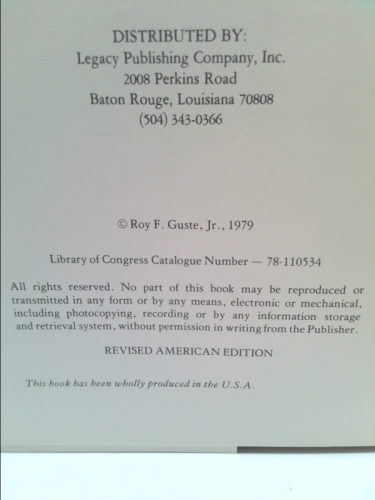 DISTRIBUTED BY:
Legacy Publishing Company, Inc.
2008 Perkins Road
Baton Rouge, Louisiana 70808
(504) 343-0366
© Roy F. Guste, Jr., 1979
Library of Congress Catalogue Number — 78-110534
All rights reserved. No part of this book may be reproduced or
transmitted in any form or by any means, electronic or mechanical,
including photocopying, recording or by any information storage
and retrieval system, without permission in writing from the Publisher.
REVISED AMERICAN EDITION
This book has been wholly produced in the U.S.A.